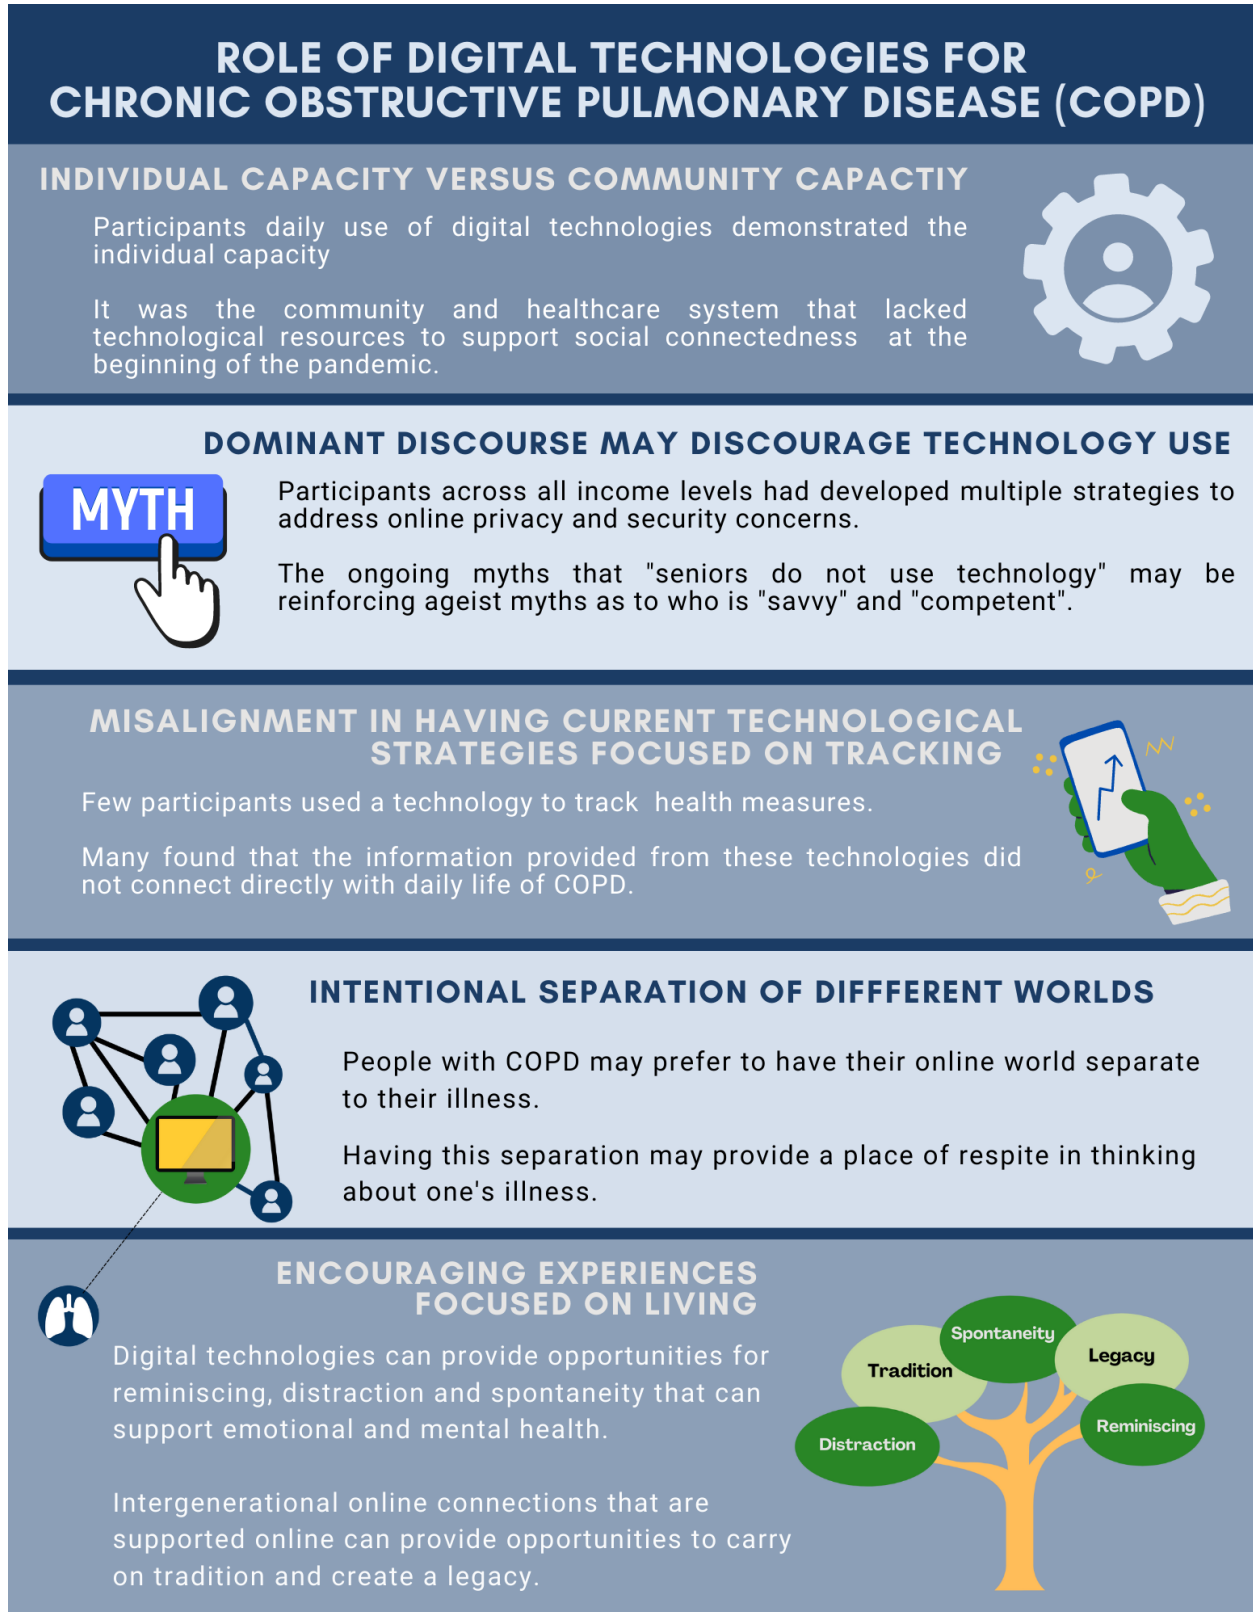 ROLE OF DIGITAL TECHNOLOGIES FOR
CHRONIC OBSTRUCTIVE PULMONARY DISEASE (COPD)
INDIVIDUAL CAPACITY VERSUS COMMUNITY CAPACTIY
Participants daily use of digital technologies demonstrated the
individual capacity
It was the community and healthcare system that lacked
technological resources to support social connectedness at the
beginning of the pandemic.
DOMINANT DISCOURSE MAY DISCOURAGE TECHNOLOGY USE
MYTH
Participants across all income levels had developed multiple strategies to
address online privacy and security concerns.
The ongoing myths that "seniors do not use technology" may be
reinforcing ageist myths as to who is "savvy" and "competent".
MISALIGNMENT IN HAVING CURRENT TECHNOLOGICAL
STRATEGIES FOCUSED ON TRACKING
Few participants used a technology to track health measures.
Many found that the information provided from these technologies did
not connect directly with daily life of COPD.
INTENTIONAL SEPARATION OF DIFFFERENT WORLDS
People with COPD may prefer to have their online world separate
to their illness.
Having this separation may provide a place of respite in thinking
about one's illness.
ENCOURAGING EXPERIENCES
FOCUSED ON LIVING
Digital technologies can provide opportunities for
reminiscing, distraction and spontaneity that can
support emotional and mental health.
Intergenerational online connections that are
supported online can provide opportunities to carry
on tradition and create a legacy.
Spontaneity
Legacy
Tradition
Reminiscing
Distraction